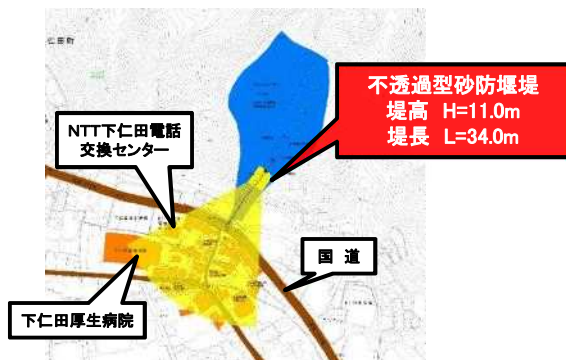 不透過型砂防堰堤
堤高 H=11.0m
堤長 L=34.0m
NTT下仁田電話
交換センター
国 道
下仁田厚生病院